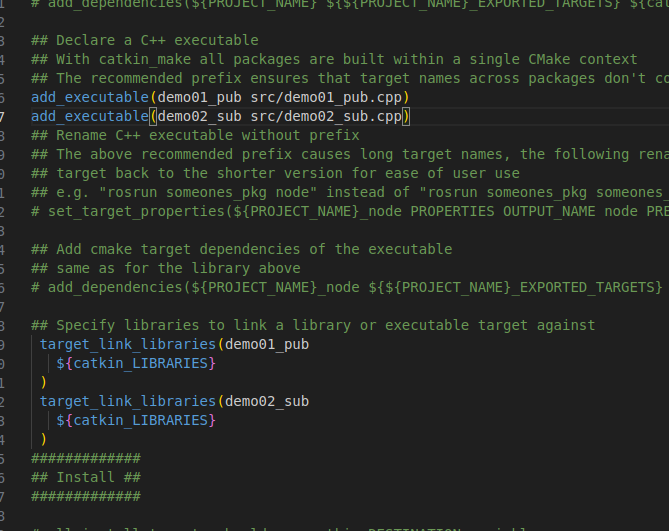 # add_dependencies(${PROJECT_NAME} ${${PROJECT_NAME}_EXPORTED_TARGETS} ${cat
## Declare a C++ executable
## With catkin_make all packages are built within a single CMake context
## The recommended prefix ensures that target names across packages don't co
add_executable(demo01_pub src/demo01_pub.cpp)
add_executable(demo02_sub src/demo02_sub.cpp)
## Rename C++ executable without prefix
## The above recommended prefix causes long target names, the following rena
## target back to the shorter version for ease of user use
## e.g. "rosrun someones_pkg node" instead of "rosrun someones_pkg someones_
# set_target_properties(${PROJECT_NAME}_node PROPERTIES OUTPUT_NAME node PRE
## Add cmake target dependencies of the executable
## same as for the library above
# add_dependencies(${PROJECT_NAME}_node ${${PROJECT_NAME}_EXPORTED_TARGETS}
## Specify libraries to link a library or executable target against
target_link_libraries(demo01_pub
${catkin_LIBRARIES}
)
target_link_libraries(demo02_sub
${catkin_LIBRARIES}
)
#############
## Install ##
#############